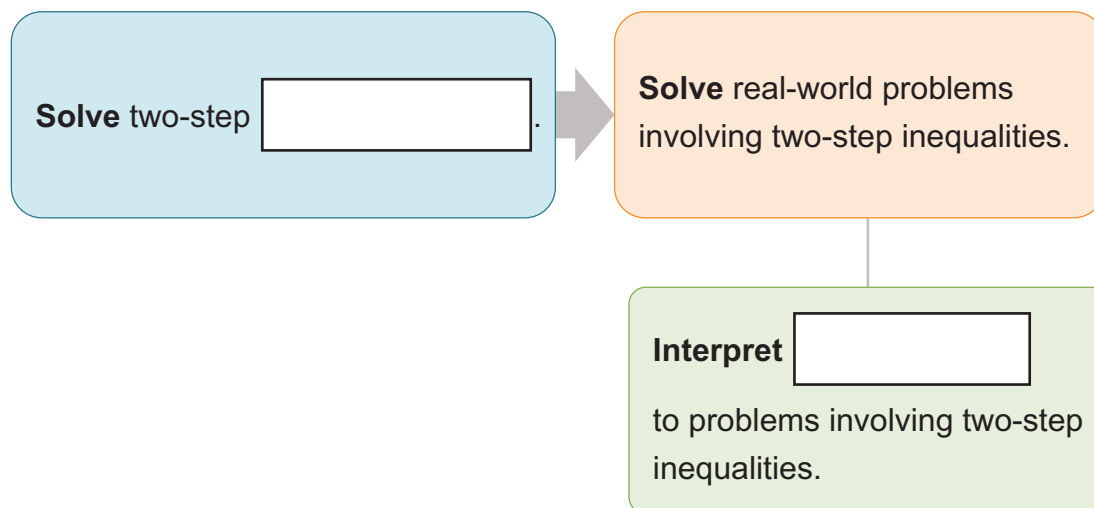 Solve two-step .
Solve real-world problems
involving two-step inequalities.
Interpret
to problems involving two-step
inequalities.